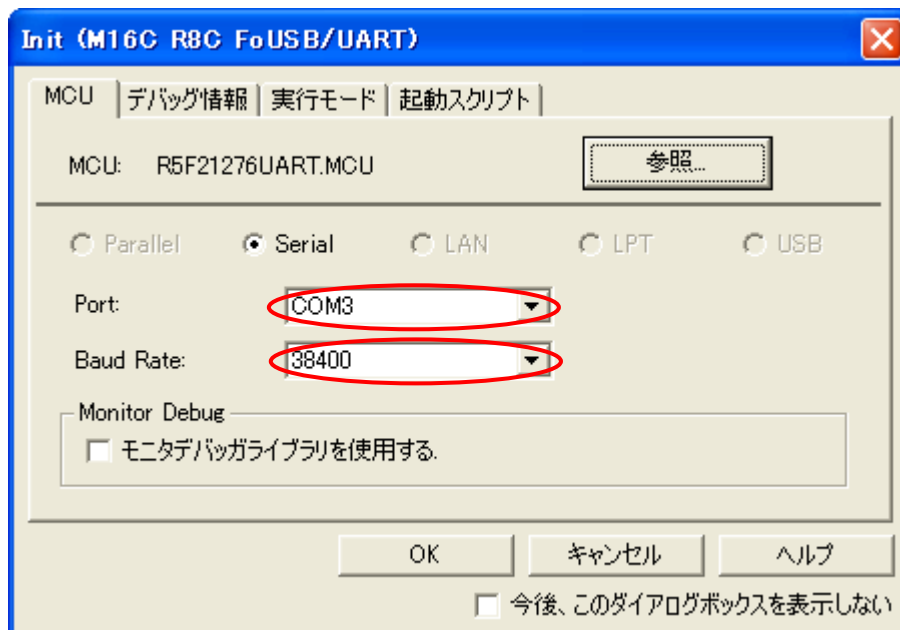 Init (M16C R8C FoUSB/UART)
MCU デバッグ情報 実行モード 起動スクリプト
MCU: R5F21276UART.MCU 参照...
Parallel Serial LAN LPT USB
Port: COM3
Baud Rate: 38400
Monitor Debug
モニタデバッガライブラリを使用する.
OK キャンセル ヘルプ
今後、このダイアログボックスを表示しない